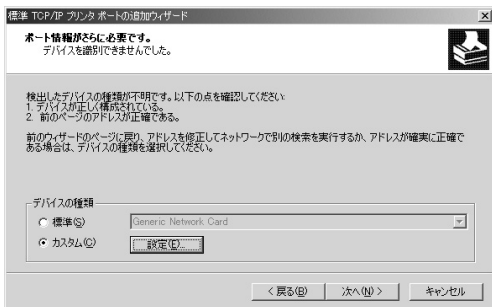 標準 TCP/IP プリンタ ポートの追加ウィザード
ポート情報がさらに必要です。
デバイスを識別できませんでした。
検出したデバイスの種類が不明です。以下の点を確認してください:
1. デバイスが正しく構成されている。
2. 前のページのアドレスが正確である。
前のウィザードのページに戻り、アドレスを修正してネットワークで別の検索を実行するか、アドレスが確実に正確で
ある場合は、デバイスの種類を選択してください。
デバイスの種類
標準(S)
Generic Network Card
カスタム(C)
設定(E)...
< 戻る(B)
次へ(N) >
キャンセル